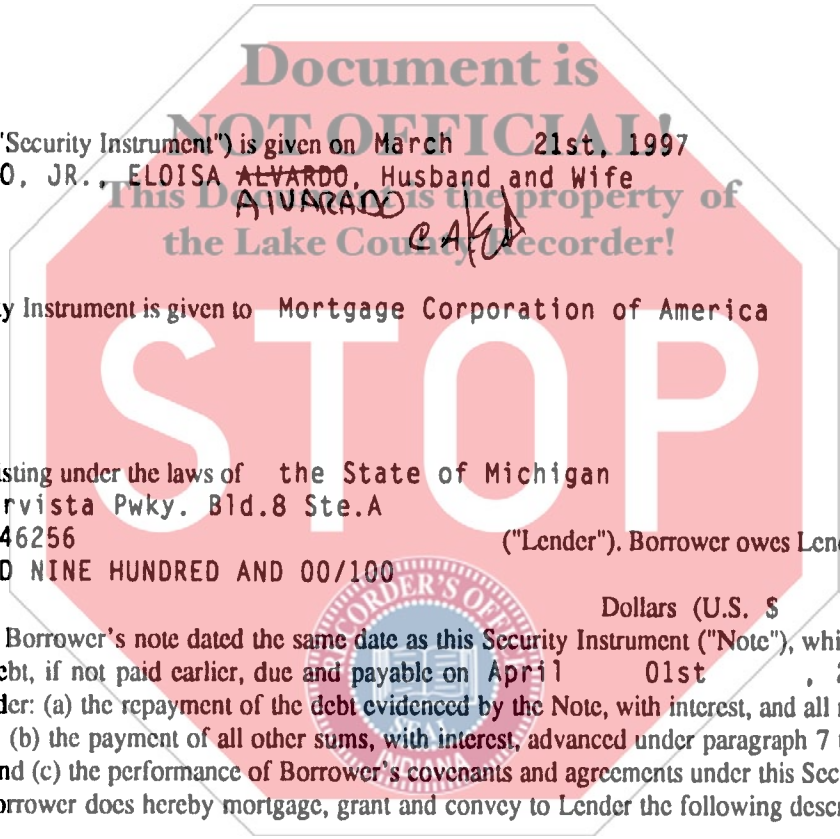 Document is
NOT OFFICIAL!
"Security Instrument") is given on March 21st, 1997
O, JR., ELOISA ALVARDO, Husband and Wife
This Document is the property of
ALVARADO
the Lake County Recorder!
y Instrument is given to Mortgage Corporation of America
STOP
isting under the laws of the State of Michigan
rvista Pwky. Bld.8 Ste.A
46256
("Lender"). Borrower owes Len
D NINE HUNDRED AND 00/100
Dollars (U.S. $
Borrower's note dated the same date as this Security Instrument ("Note"), whi
ebt, if not paid earlier, due and payable on April 01st ,
der: (a) the repayment of the debt evidenced by the Note, with interest, and all
(b) the payment of all other sums, with interest, advanced under paragraph 7
nd (c) the performance of Borrower's covenants and agreements under this Sec
orrower does hereby mortgage, grant and convey to Lender the following descr
RECORDER'S OFFICE
SEAL
INDIANA